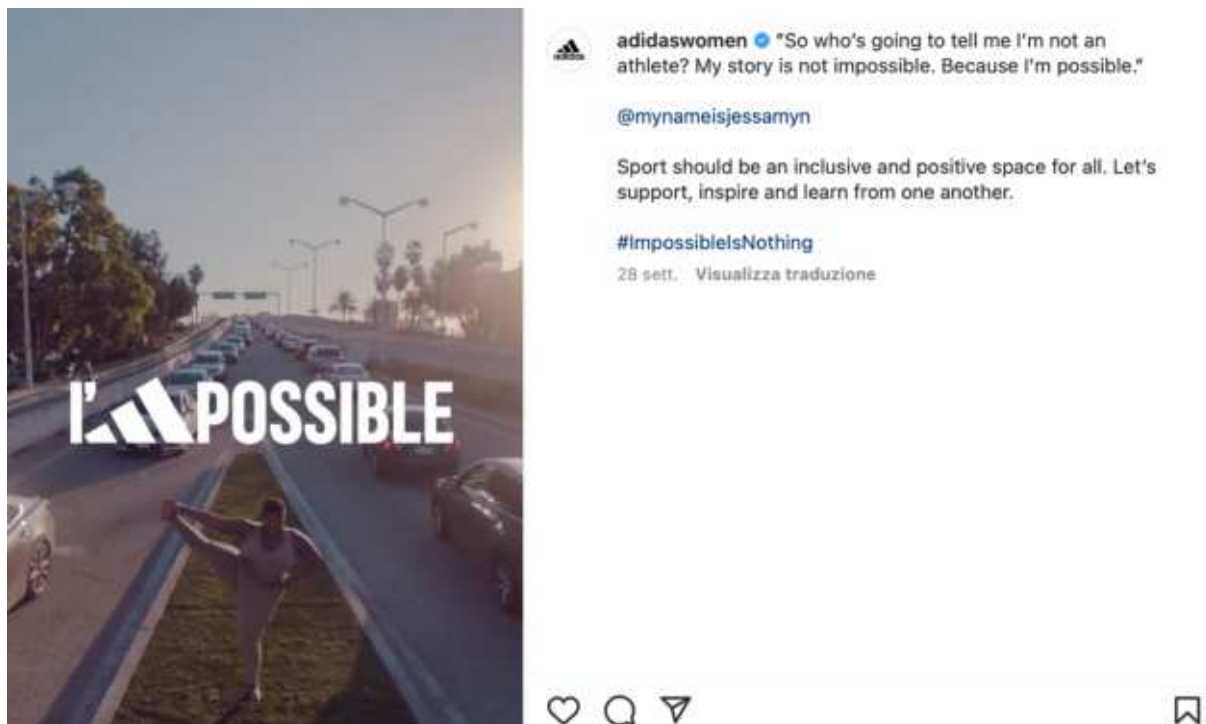 I'M POSSIBLE
adidaswomen "So who's going to tell me I'm not an
athlete? My story is not impossible. Because I'm possible."
@mynameisjessamyn
Sport should be an inclusive and positive space for all. Let's
support, inspire and learn from one another.
#ImpossibleIsNothing
28 sett. Visualizza traduzione